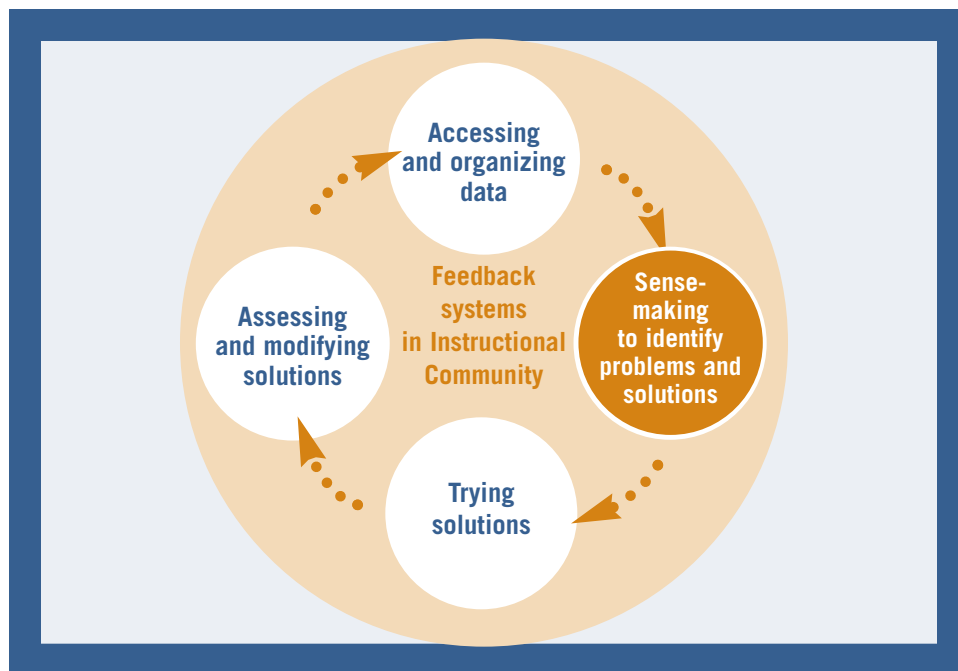 Accessing
and organizing
data
Sense-
making
to identify
problems and
solutions
Trying
solutions
Assessing
and modifying
solutions
Feedback
systems
in Instructional
Community